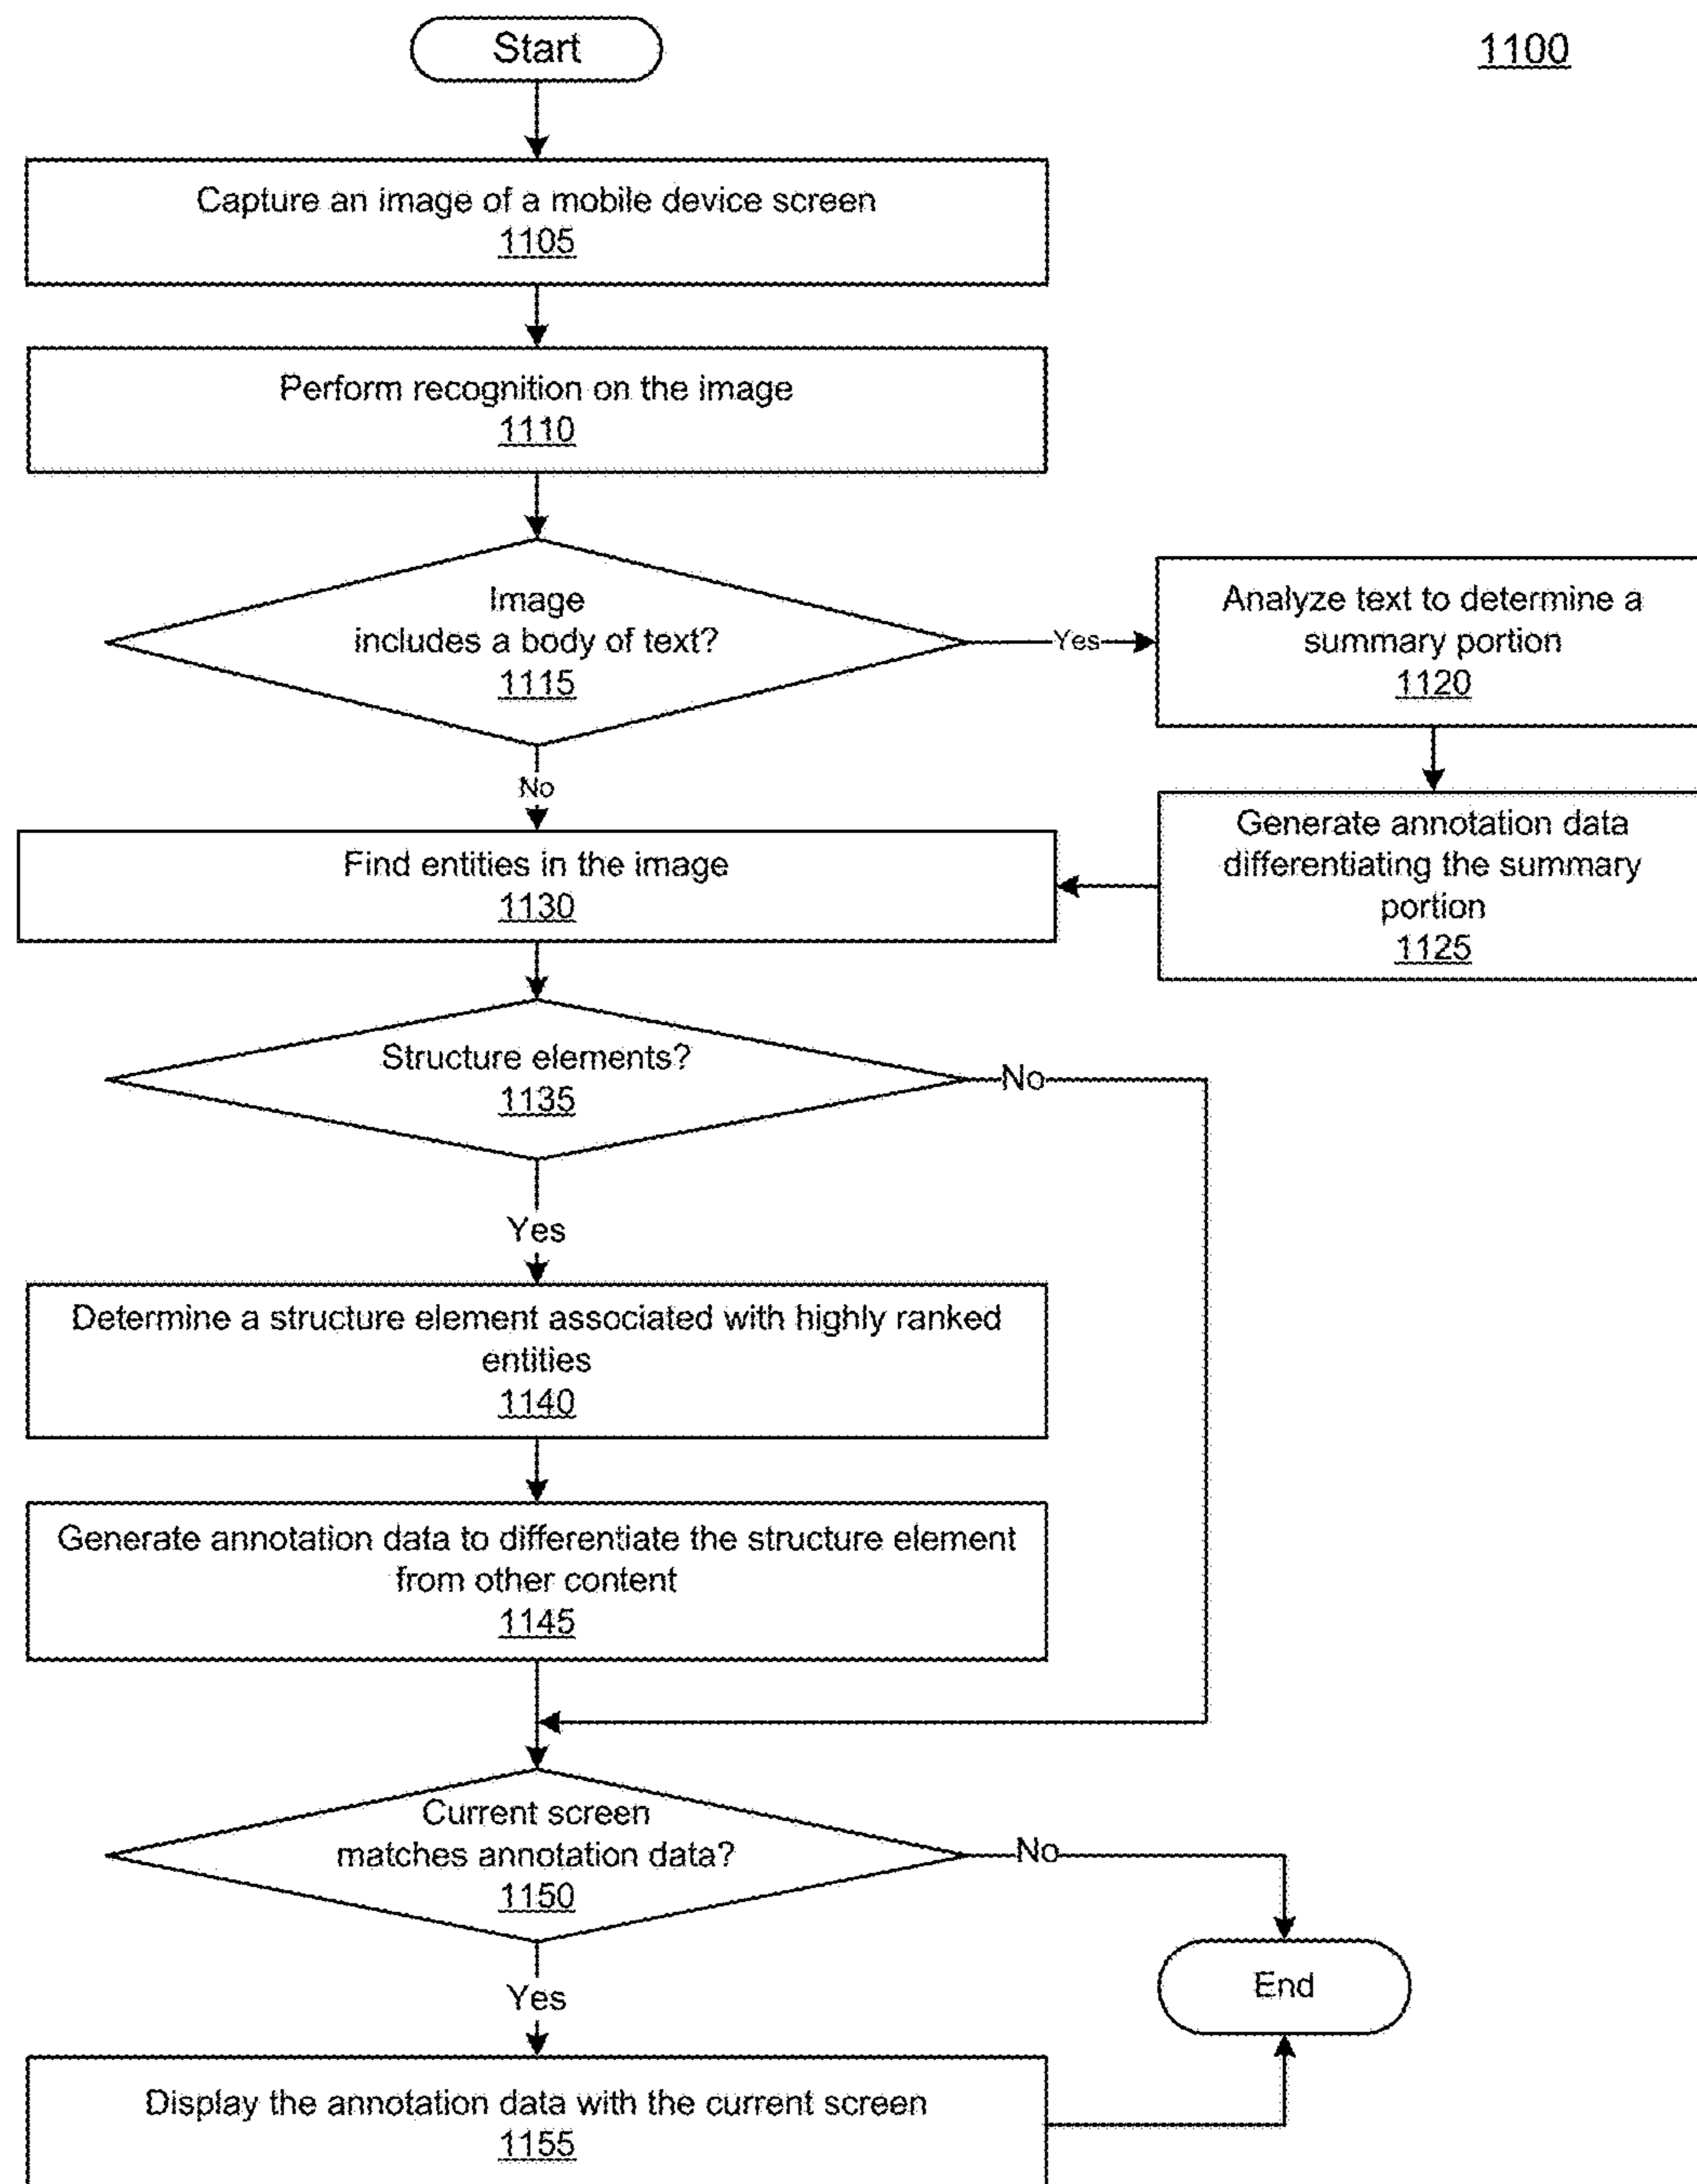 Start
1100
Capture an image of a mobile device screen
1105
Perform recognition on the image
1110
Image
includes a body of text?
1115
Yes
Analyze text to determine a
summary portion
1120
No
Generate annotation data
differentiating the summary
portion
1125
Find entities in the image
1130
Structure elements?
1135
No
Yes
Determine a structure element associated with highly ranked
entities
1140
Generate annotation data to differentiate the structure element
from other content
1145
Current screen
matches annotation data?
1150
No
End
Yes
Display the annotation data with the current screen
1155